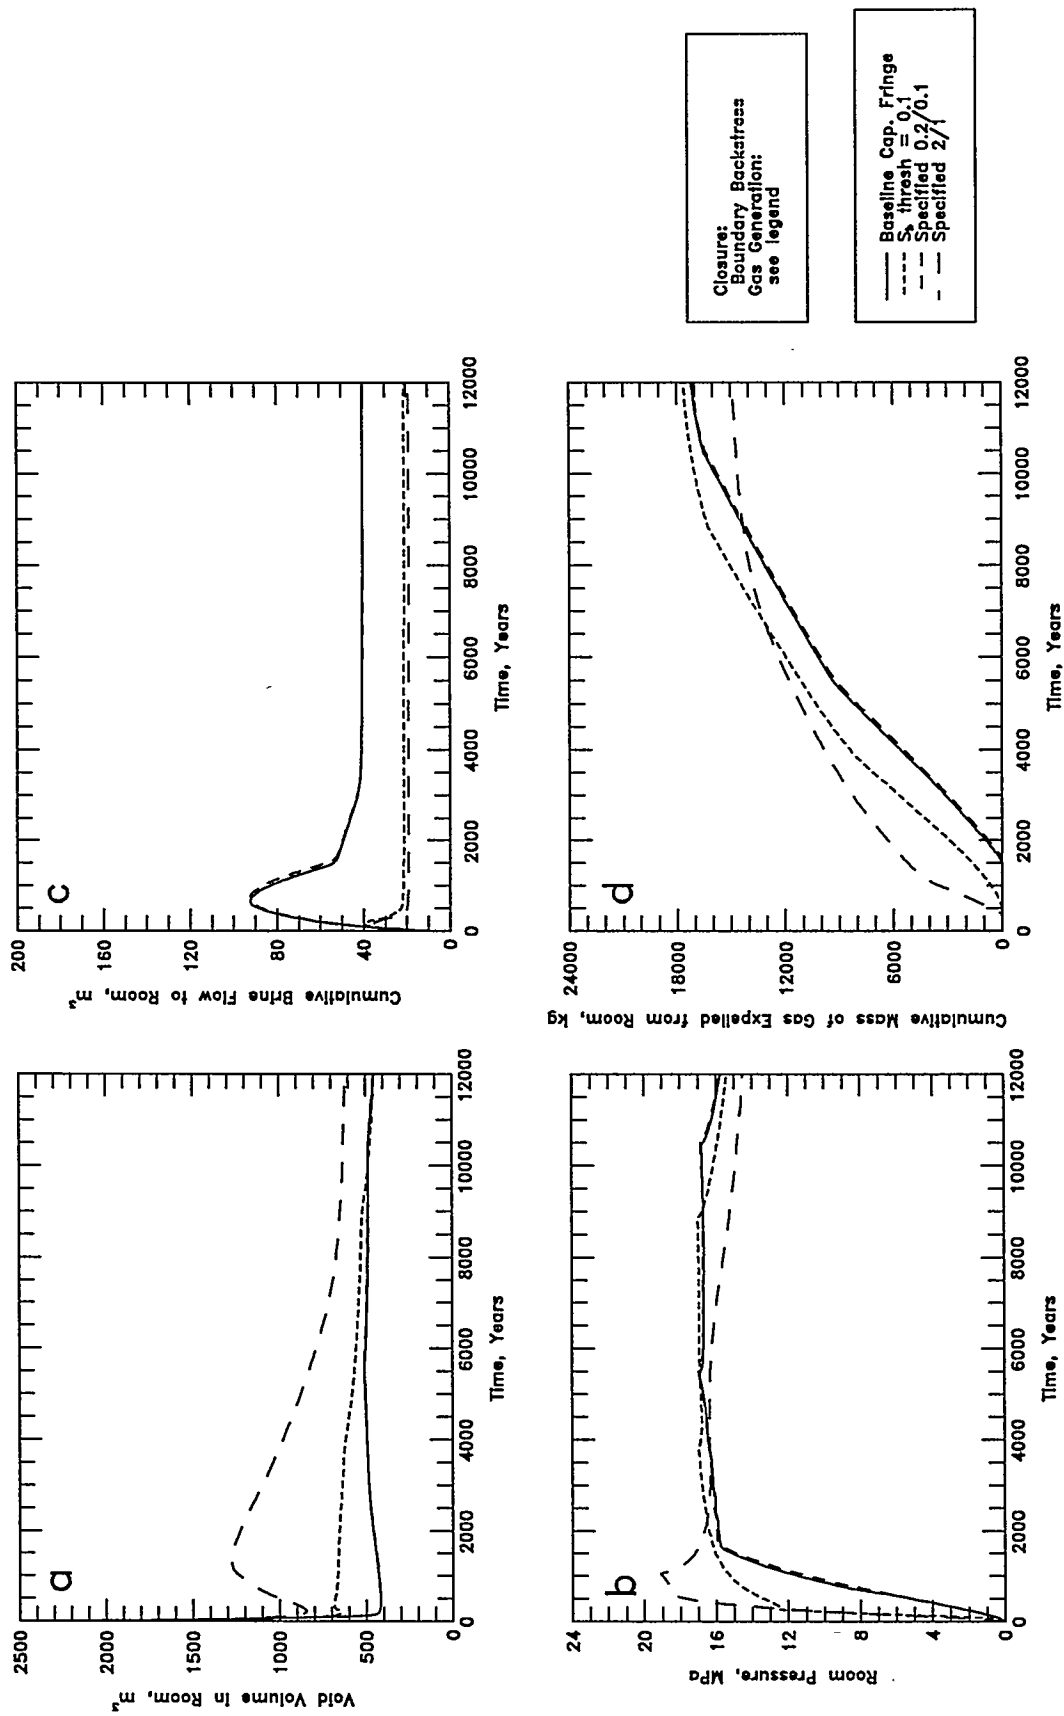 a
Void Volume in Room, m³
2500
2000
1500
1000
500
0
0 2000 4000 6000 8000 10000 12000
Time, Years
c
Cumulative Brine Flow to Room, m³
200
160
120
80
40
0
0 2000 4000 6000 8000 10000 12000
Time, Years
b
Room Pressure, MPa
24
20
16
12
8
4
0
0 2000 4000 6000 8000 10000 12000
Time, Years
d
Cumulative Mass of Gas Expelled from Room, kg
24000
18000
12000
6000
0
0 2000 4000 6000 8000 10000 12000
Time, Years
Closure:
Boundary Backstress
Gas Generation:
see legend
Baseline Cap. Fringe
S_b thresh = 0.1
Specified 0.2/0.1
Specified 2/1